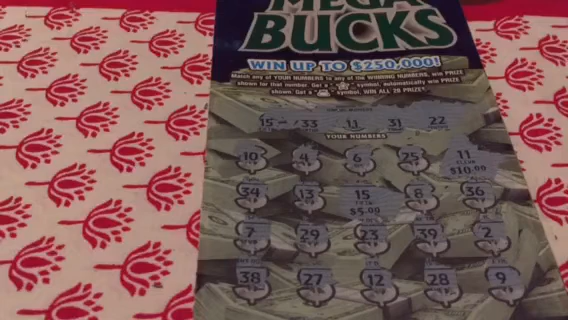 MEGA
BUCKS
WIN UP TO $250,000!
Match any of YOUR NUMBERS to any of the WINNING NUMBERS, win PRIZE
shown for that number. Get a " " symbol, automatically win PRIZE
shown. Get a " " symbol, WIN ALL 20 PRIZES!
15 33 11 31 22
YOUR NUMBERS
10 4 6 25 11
$10.00
34 13 15 8 36
$5.00
7 29 23 39 2
38 27 12 28 9